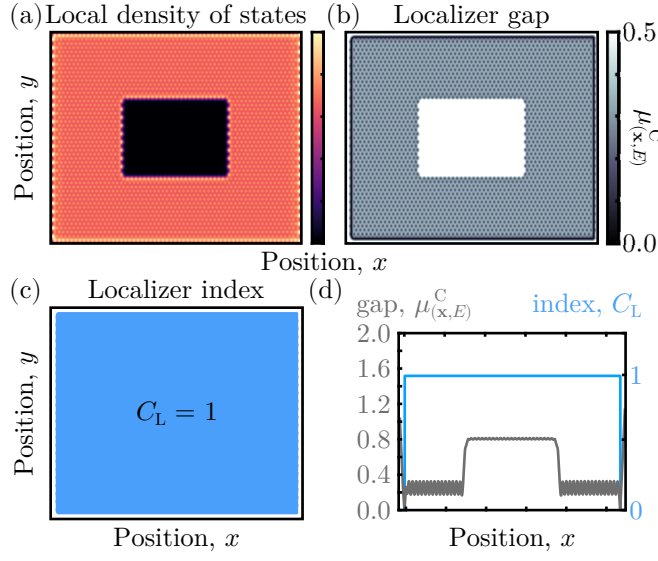 (a) Local density of states
Position, y
(b) Localizer gap
0.5
μ^C_(x,E)
0.0
Position, x
(c) Localizer index
Position, y
C_L = 1
Position, x
(d)
gap, μ^C_(x,E)
index, C_L
2.0
1.6
1.2
0.8
0.4
0.0
1
0
Position, x